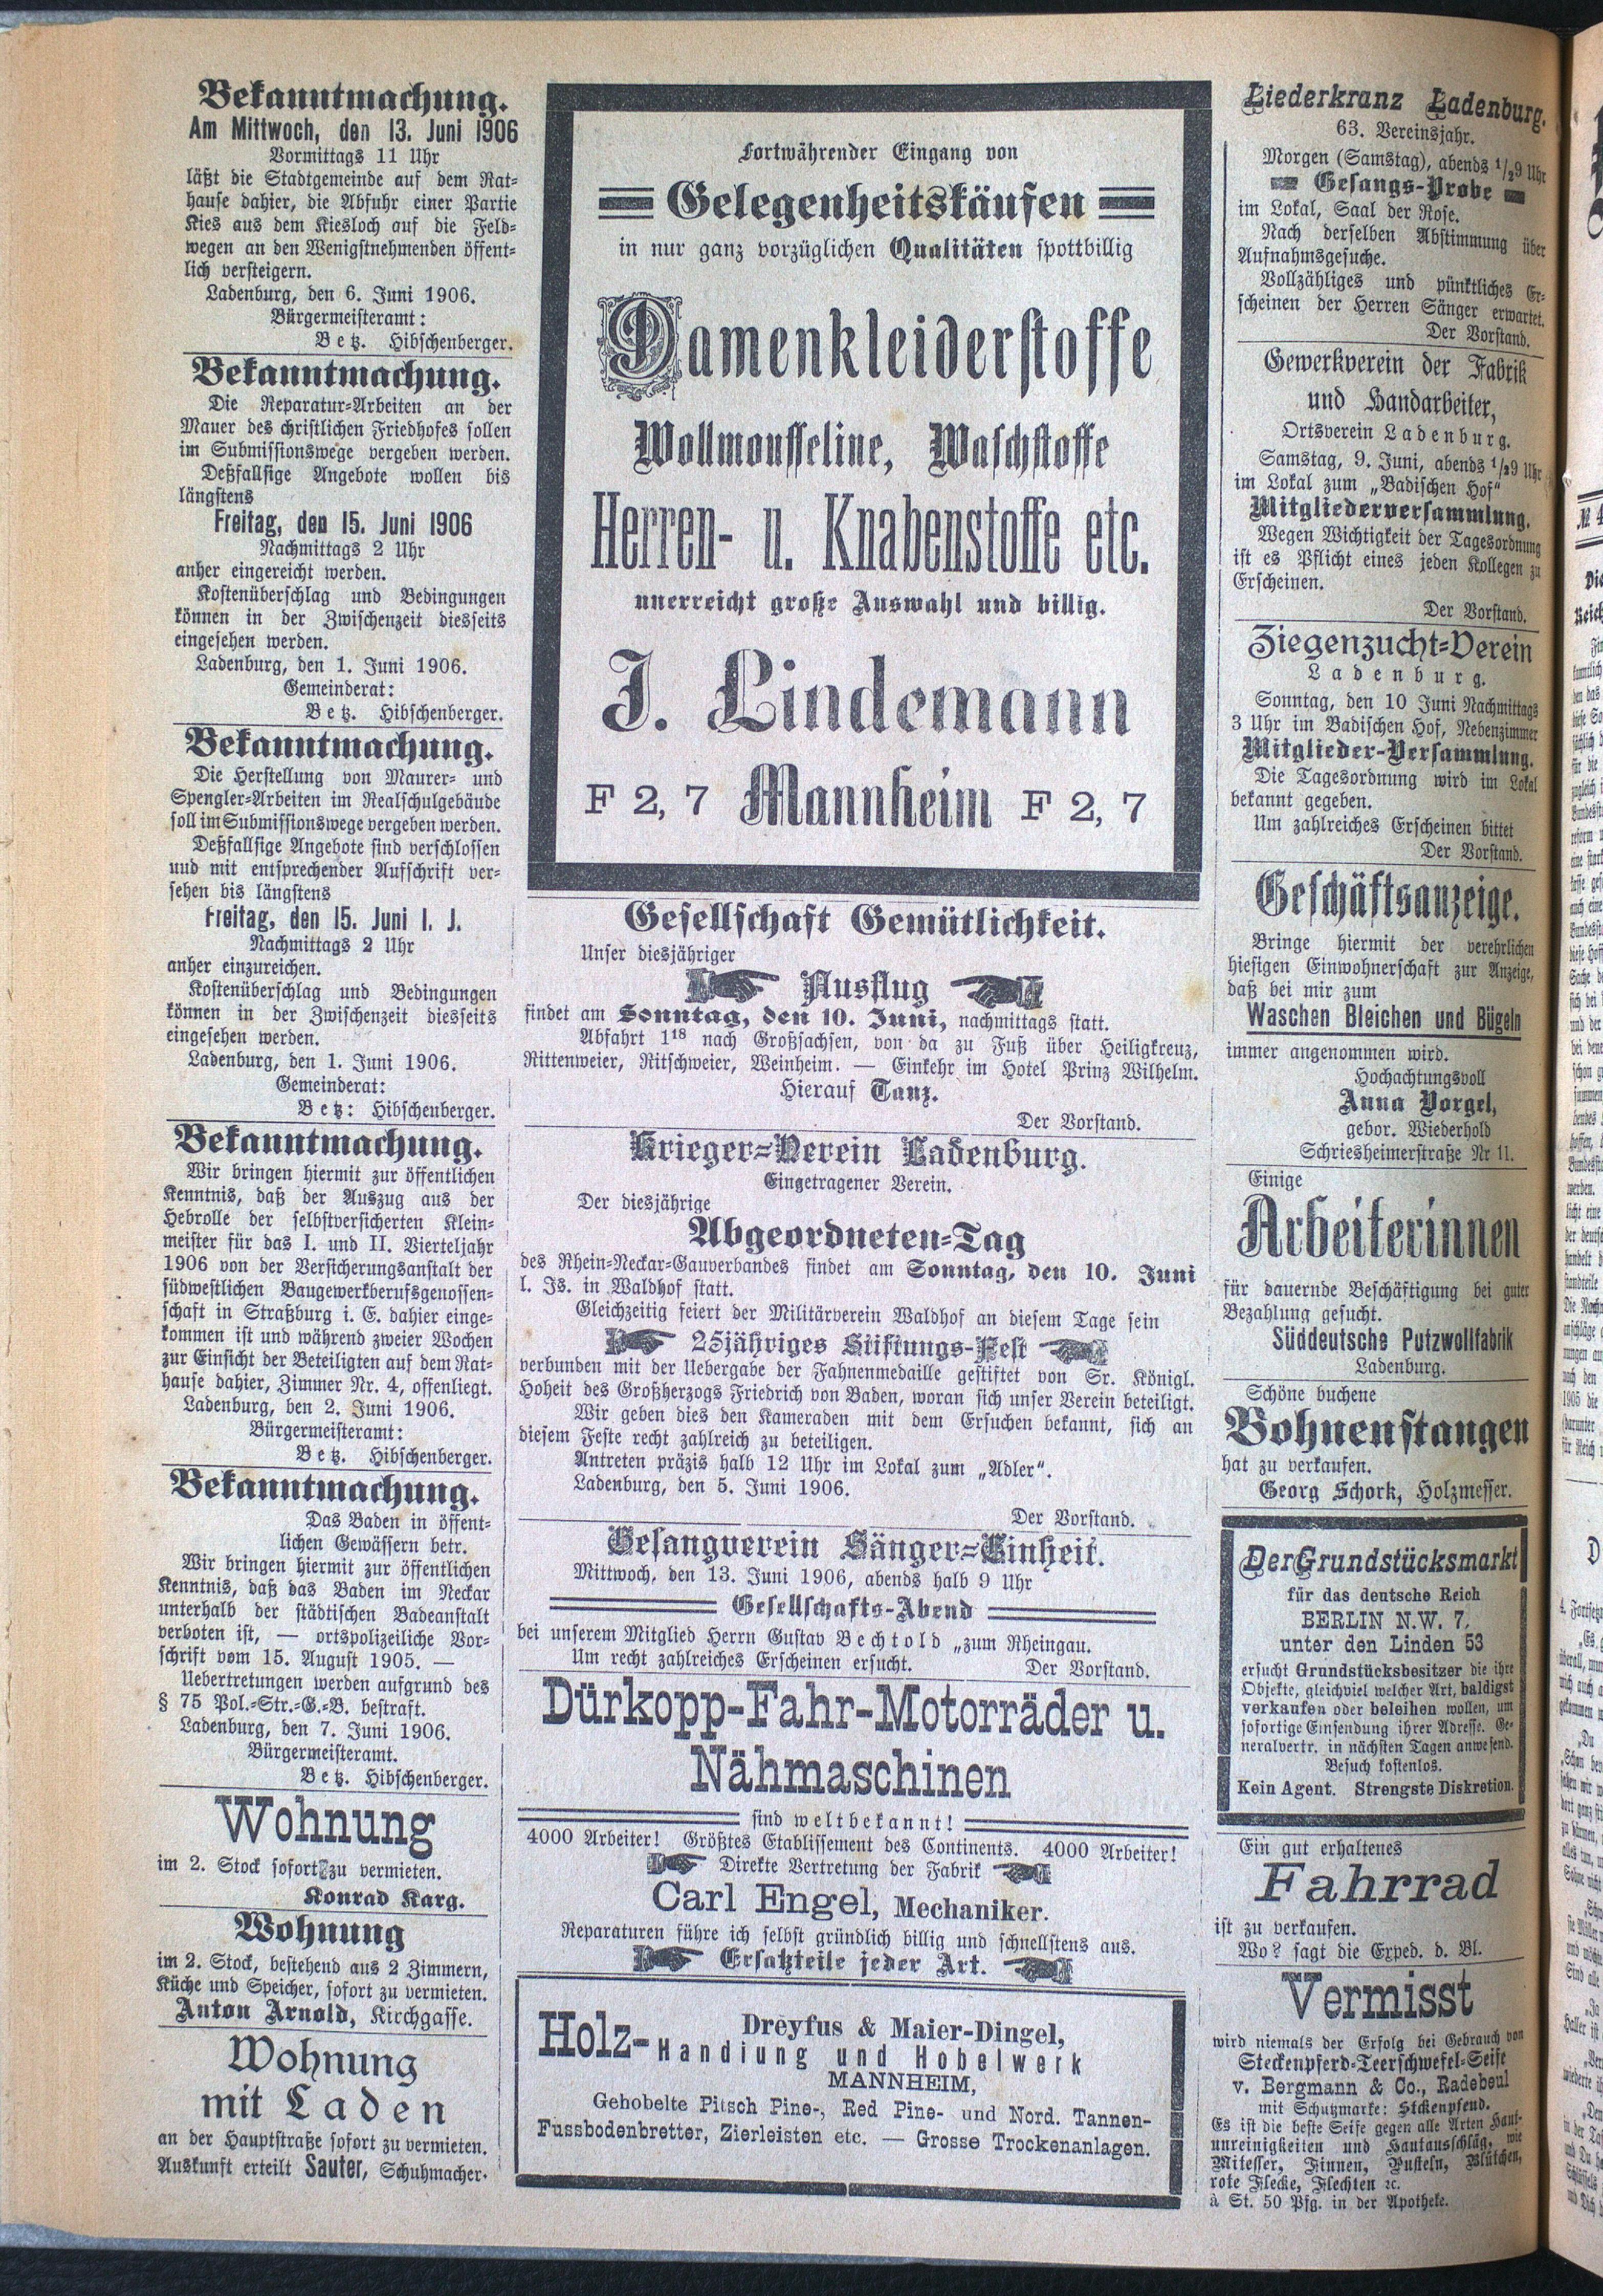 Bekanntmachung.
Am Mittwoch, den 13. Juni 1906
Vormittags 11 Uhr
läßt die Stadtgemeinde auf dem Rat-
hause dahier, die Abfuhr einer Partie
Kies aus dem Kiesloch auf die Feld-
wegen an den Wenigstnehmenden öffent-
lich versteigern.
Ladenburg, den 6. Juni 1906.
Bürgermeisteramt:
Betz. Hibschenberger.
Bekanntmachung.
Die Reparatur-Arbeiten an der
Mauer des christlichen Friedhofes sollen
im Submissionswege vergeben werden.
Deßfallsige Angebote wollen bis
längstens
Freitag, den 15. Juni 1906
Nachmittags 2 Uhr
anher eingereicht werden.
Kostenüberschlag und Bedingungen
können in der Zwischenzeit diesseits
eingesehen werden.
Ladenburg, den 1. Juni 1906.
Gemeinderat:
Betz. Hibschenberger.
Bekanntmachung.
Die Herstellung von Maurer- und
Spengler-Arbeiten im Realschulgebäude
soll im Submissionswege vergeben werden.
Deßfallsige Angebote sind verschlossen
und mit entsprechender Aufschrift ver-
sehen bis längstens
Freitag, den 15. Juni l. J.
Nachmittags 2 Uhr
anher einzureichen.
Kostenüberschlag und Bedingungen
können in der Zwischenzeit diesseits
eingesehen werden.
Ladenburg, den 1. Juni 1906.
Gemeinderat:
Betz: Hibschenberger.
Bekanntmachung.
Wir bringen hiermit zur öffentlichen
Kenntnis, daß der Auszug aus der
Hebrolle der selbstversicherten Klein-
meister für das I. und II. Vierteljahr
1906 von der Versicherungsanstalt der
südwestlichen Baugewerkberufsgenossen-
schaft in Straßburg i. E. dahier einge-
kommen ist und während zweier Wochen
zur Einsicht der Beteiligten auf dem Rat-
hause dahier, Zimmer Nr. 4, offenliegt.
Ladenburg, den 2. Juni 1906.
Bürgermeisteramt:
Betz. Hibschenberger.
Bekanntmachung.
Das Baden in öffent-
lichen Gewässern betr.
Wir bringen hiermit zur öffentlichen
Kenntnis, daß das Baden im Neckar
unterhalb der städtischen Badeanstalt
verboten ist, — ortspolizeiliche Vor-
schrift vom 15. August 1905. —
Uebertretungen werden aufgrund des
§ 75 Pol.-Str.-G.-B. bestraft.
Ladenburg, den 7. Juni 1906.
Bürgermeisteramt.
Betz. Hibschenberger.
Wohnung
im 2. Stock sofort zu vermieten.
Konrad Karg.
Wohnung
im 2. Stock, bestehend aus 2 Zimmern,
Küche und Speicher, sofort zu vermieten.
Anton Arnold, Kirchgasse.
Wohnung
mit Laden
an der Hauptstraße sofort zu vermieten.
Auskunft erteilt Sauter, Schuhmacher.
Fortwährender Eingang von
Gelegenheitskäufen
in nur ganz vorzüglichen Qualitäten spottbillig
Damenkleiderstoffe
Wollmousseline, Waschstoffe
Herren- u. Knabenstoffe etc.
unerreicht große Auswahl und billig.
J. Lindemann
F 2, 7 Mannheim F 2, 7
Gesellschaft Gemütlichkeit.
Unser diesjähriger
Ausflug
findet am Sonntag, den 10. Juni, nachmittags statt.
Abfahrt 1¹⁸ nach Großsachsen, von da zu Fuß über Heiligkreuz,
Rittenweier, Ritschweier, Weinheim. — Einkehr im Hotel Prinz Wilhelm.
Hierauf Tanz.
Der Vorstand.
Krieger-Verein Ladenburg.
Eingetragener Verein.
Der diesjährige
Abgeordneten-Tag
des Rhein-Neckar-Gauverbandes findet am Sonntag, den 10. Juni
l. Js. in Waldhof statt.
Gleichzeitig feiert der Militärverein Waldhof an diesem Tage sein
25jähriges Stiftungs-Fest
verbunden mit der Uebergabe der Fahnenmedaille gestiftet von Sr. Königl.
Hoheit des Großherzogs Friedrich von Baden, woran sich unser Verein beteiligt.
Wir geben dies den Kameraden mit dem Ersuchen bekannt, sich an
diesem Feste recht zahlreich zu beteiligen.
Antreten präzis halb 12 Uhr im Lokal zum „Adler“.
Ladenburg, den 5. Juni 1906.
Der Vorstand.
Gesangverein Sänger-Einheit.
Mittwoch, den 13. Juni 1906, abends halb 9 Uhr
Gesellschafts-Abend
bei unserem Mitglied Herrn Gustav Bechtold „zum Rheingau.
Um recht zahlreiches Erscheinen ersucht. Der Vorstand.
Dürkopp-Fahr-Motorräder u.
Nähmaschinen
sind weltbekannt!
4000 Arbeiter! Größtes Etablissement des Continents. 4000 Arbeiter!
Direkte Vertretung der Fabrik
Carl Engel, Mechaniker.
Reparaturen führe ich selbst gründlich billig und schnellstens aus.
Ersatzteile jeder Art.
Dreyfus & Maier-Dingel,
Holz-Handlung und Hobelwerk
MANNHEIM,
Gehobelte Pitsch Pine-, Red Pine- und Nord. Tannen-
Fussbodenbretter, Zierleisten etc. — Grosse Trockenanlagen.
Liederkranz Ladenburg.
63. Vereinsjahr.
Morgen (Samstag), abends 1/29 Uhr
Gesangs-Probe
im Lokal, Saal der Rose.
Nach derselben Abstimmung über
Aufnahmsgesuche.
Vollzähliges und pünktliches Er-
scheinen der Herren Sänger erwartet.
Der Vorstand.
Gewerkverein der Fabrik
und Handarbeiter,
Ortsverein Ladenburg.
Samstag, 9. Juni, abends 1/29 Uhr
im Lokal zum „Badischen Hof“
Mitgliederversammlung.
Wegen Wichtigkeit der Tagesordnung
ist es Pflicht eines jeden Kollegen zu
Erscheinen.
Der Vorstand.
Ziegenzucht-Verein
Ladenburg.
Sonntag, den 10 Juni Nachmittags
3 Uhr im Badischen Hof, Nebenzimmer
Mitglieder-Versammlung.
Die Tagesordnung wird im Lokal
bekannt gegeben.
Um zahlreiches Erscheinen bittet
Der Vorstand.
Geschäftsanzeige.
Bringe hiermit der verehrlichen
hiesigen Einwohnerschaft zur Anzeige,
daß bei mir zum
Waschen Bleichen und Bügeln
immer angenommen wird.
Hochachtungsvoll
Anna Vorgel,
gebor. Wiederhold
Schriesheimerstraße Nr 11.
Einige
Arbeiterinnen
für dauernde Beschäftigung bei guter
Bezahlung gesucht.
Süddeutsche Putzwollfabrik
Ladenburg.
Schöne buchene
Bohnenstangen
hat zu verkaufen.
Georg Schork, Holzmesser.
Der Grundstücksmarkt
für das deutsche Reich
BERLIN N.W. 7,
unter den Linden 53
ersucht Grundstücksbesitzer die ihre
Objekte, gleichviel welcher Art, baldigst
verkaufen oder beleihen wollen, um
sofortige Einsendung ihrer Adresse. Ge-
neralvertr. in nächsten Tagen anwesend.
Besuch kostenlos.
Kein Agent. Strengste Diskretion.
Ein gut erhaltenes
Fahrrad
ist zu verkaufen.
Wo? sagt die Exped. d. Bl.
Vermisst
wird niemals der Erfolg bei Gebrauch von
Steckenpferd-Teerschwefel-Seife
v. Bergmann & Co., Radebeul
mit Schutzmarke: Steckenpferd.
Es ist die beste Seife gegen alle Arten Haut-
unreinigkeiten und Hautausschläg, wie
Mitesser, Finnen, Pusteln, Blütchen,
rote Flecke, Flechten ec.
à St. 50 Pfg. in der Apotheke.